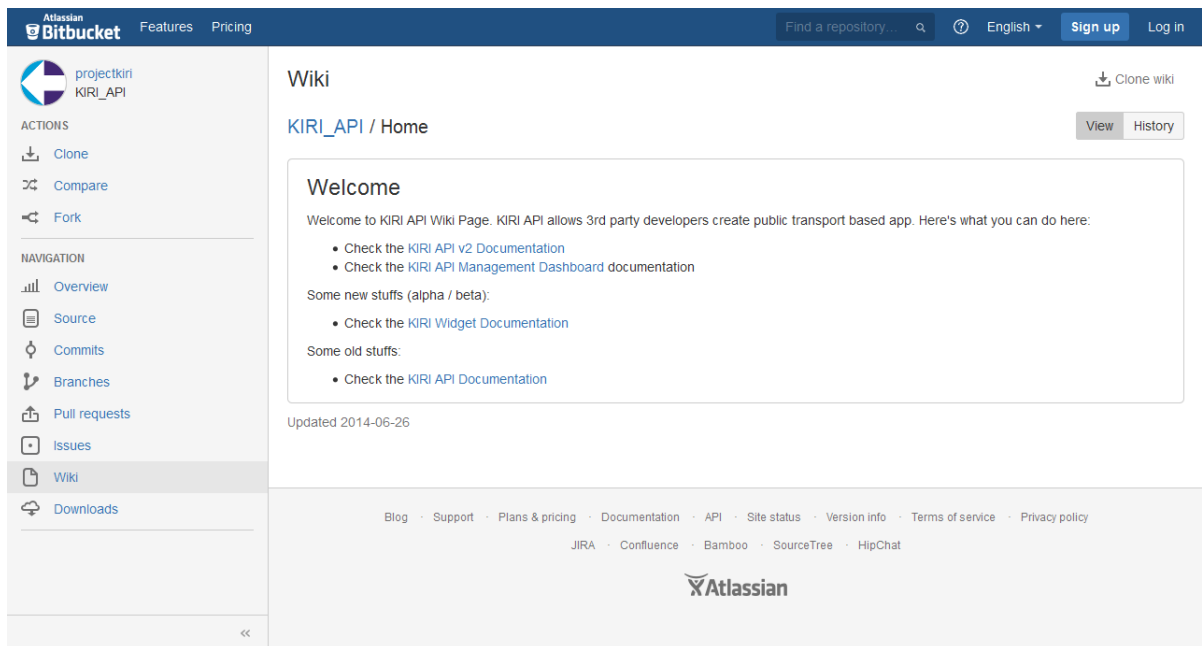 Atlassian
Bitbucket Features Pricing Find a repository... English Sign up Log in
projectkiri
KIRI_API
ACTIONS
Clone
Compare
Fork
NAVIGATION
Overview
Source
Commits
Branches
Pull requests
Issues
Wiki
Downloads
Wiki Clone wiki
KIRI_API / Home View History
Welcome
Welcome to KIRI API Wiki Page. KIRI API allows 3rd party developers create public transport based app. Here's what you can do here:
• Check the KIRI API v2 Documentation
• Check the KIRI API Management Dashboard documentation
Some new stuffs (alpha / beta):
• Check the KIRI Widget Documentation
Some old stuffs:
• Check the KIRI API Documentation
Updated 2014-06-26
Blog · Support · Plans & pricing · Documentation · API · Site status · Version info · Terms of service · Privacy policy
JIRA · Confluence · Bamboo · SourceTree · HipChat
Atlassian